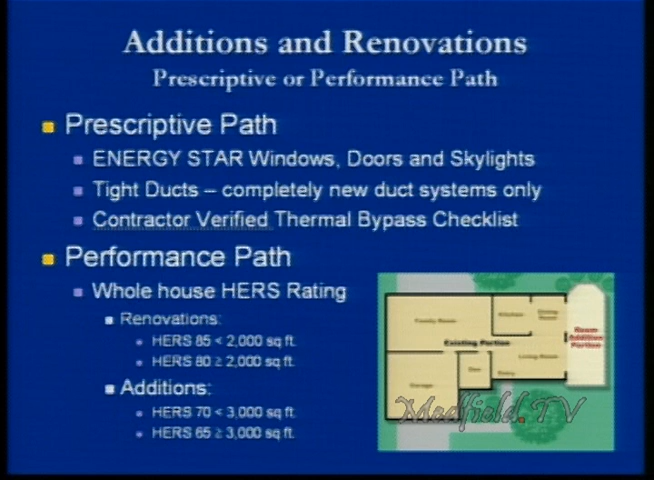 Additions and Renovations
Prescriptive or Performance Path
Prescriptive Path
ENERGY STAR Windows, Doors and Skylights
Tight Ducts – completely new duct systems only
Contractor Verified Thermal Bypass Checklist
Performance Path
Whole house HERS Rating
Renovations:
HERS 85 < 2,000 sq ft.
HERS 80 ≥ 2,000 sq ft.
Additions:
HERS 70 < 3,000 sq ft.
HERS 65 ≥ 3,000 sq ft.
Family Room
Kitchen
Dining Room
Existing Portion
Room Addition Portion
Living Room
Den
Entry
Garage
Medfield.TV